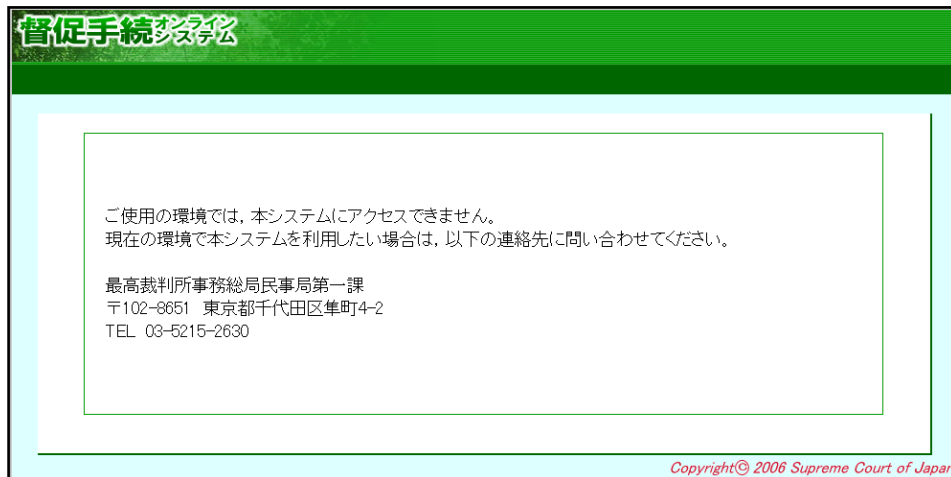 督促手続オンラインシステム
ご使用の環境では，本システムにアクセスできません。
現在の環境で本システムを利用したい場合は，以下の連絡先に問い合わせてください。
最高裁判所事務総局民事局第一課
〒102-8651 東京都千代田区隼町4-2
TEL 03-5215-2630
Copyright© 2006 Supreme Court of Japan